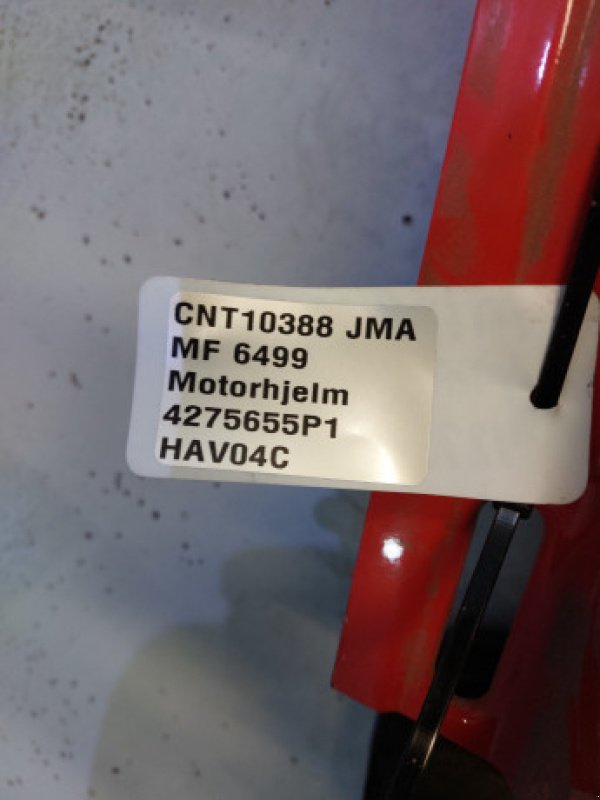 CNT10388 JMA
MF 6499
Motorhjelm
4275655P1
HAV04C